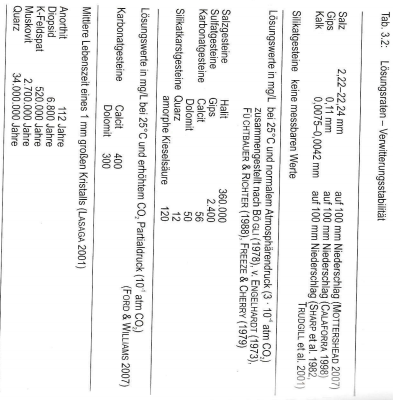 Tab. 3.2: Lösungsraten – Verwitterungsstabilität
Salz 2,22–22,24 mm auf 100 mm Niederschlag (MOTTERSHEAD 2007)
Gips 0,11 mm auf 100 mm Niederschlag (CALAFORRA 1998)
Kalk 0,0075–0,0042 mm auf 100 mm Niederschlag (SHARP et al. 1982,
TRUDGILL et al. 2001)
Silikatgesteine keine messbaren Werte
Lösungswerte in mg/L bei 25°C und normalem Atmosphärendruck (3 · 10⁻⁴ atm CO₂)
zusammengestellt nach BÖGLI (1978), v. ENGELHARDT (1973),
FÜCHTBAUER & RICHTER (1988), FREEZE & CHERRY (1979)
Salzgesteine Halit 360.000
Sulfatgesteine Gips 2.400
Karbonatgesteine Calcit 56
Dolomit 50
Silikatkarstgesteine Quarz 12
amorphe Kieselsäure 120
Lösungswerte in mg/L bei 25°C und erhöhtem CO₂ Partialdruck (10⁻¹ atm CO₂)
(FORD & WILLIAMS 2007)
Karbonatgesteine Calcit 400
Dolomit 300
Mittlere Lebenszeit eines 1 mm großen Kristalls (LASAGA 2001)
Anorthit 112 Jahre
Diopsid 6.800 Jahre
K-Feldspat 520.000 Jahre
Muskovit 2.700.000 Jahre
Quarz 34.000.000 Jahre